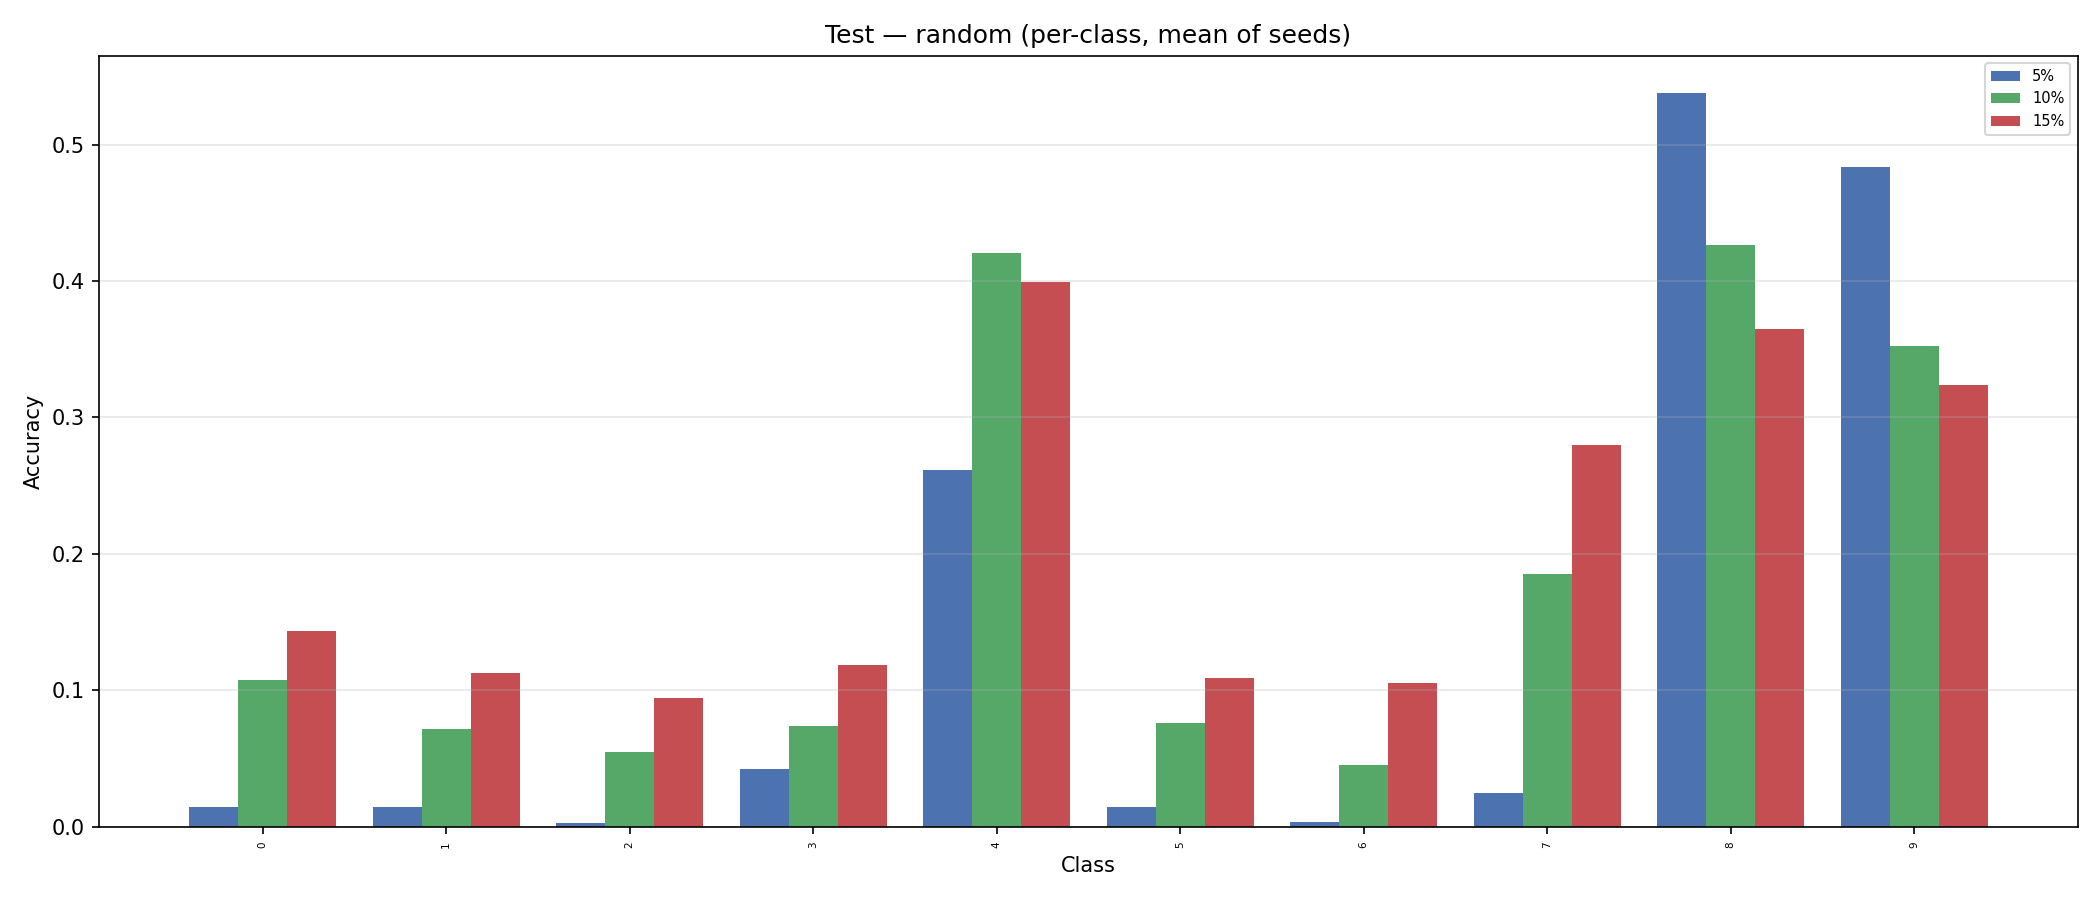 Test — random (per-class, mean of seeds)
5%
10%
15%
0.5
0.4
0.3
0.2
0.1
0.0
Accuracy
0 1 2 3 4 5 6 7 8 9
Class